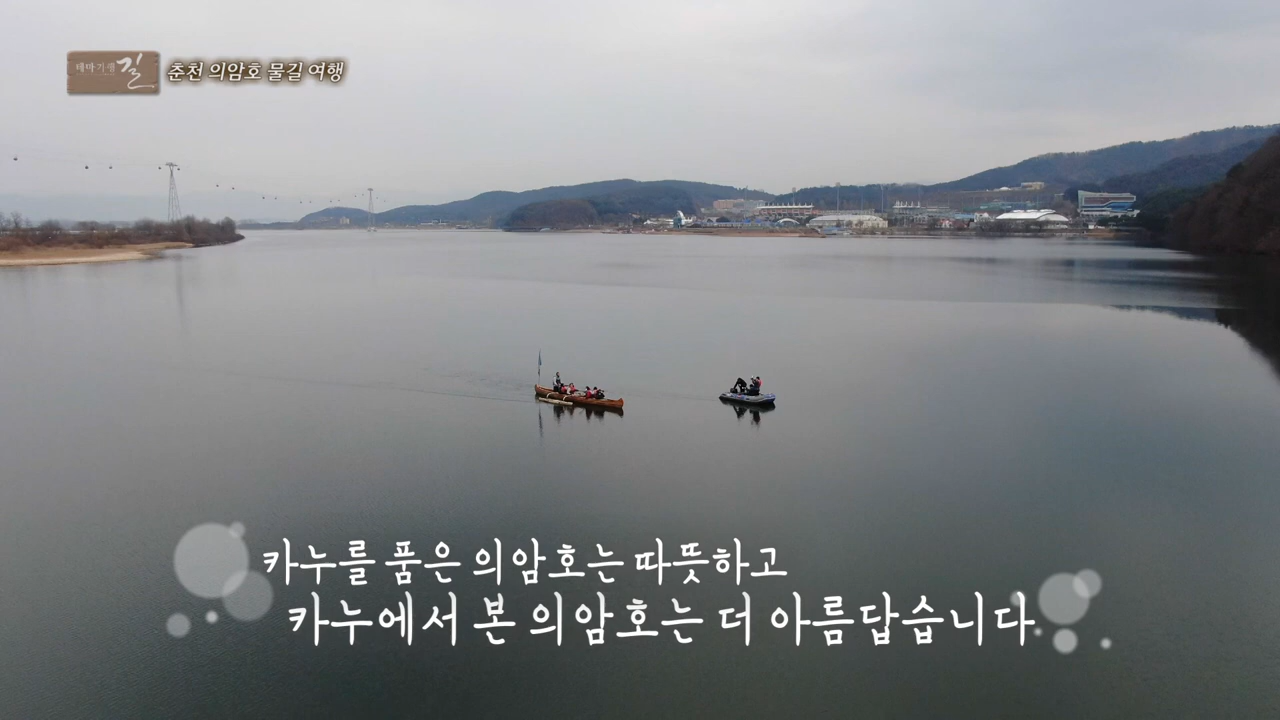 테마기행 길 춘천 의암호 물길 여행
카누를 품은 의암호는 따뜻하고
카누에서 본 의암호는 더 아름답습니다